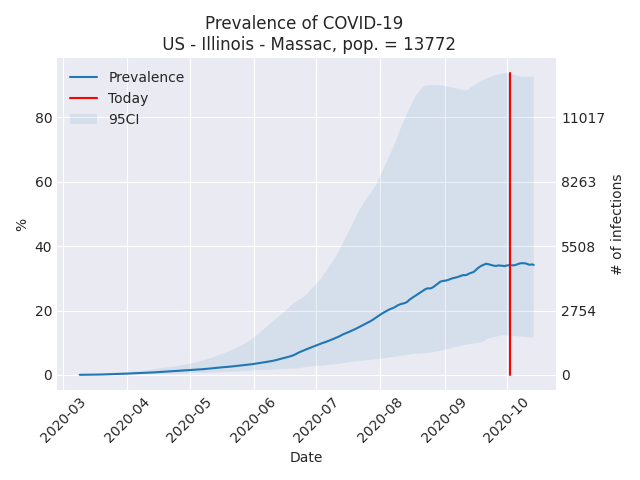 Prevalence of COVID-19
US - Illinois - Massac, pop. = 13772
Prevalence
Today
95CI
%
80
60
40
20
0
11017
8263
5508
2754
0
# of infections
2020-03
2020-04
2020-05
2020-06
2020-07
2020-08
2020-09
2020-10
Date